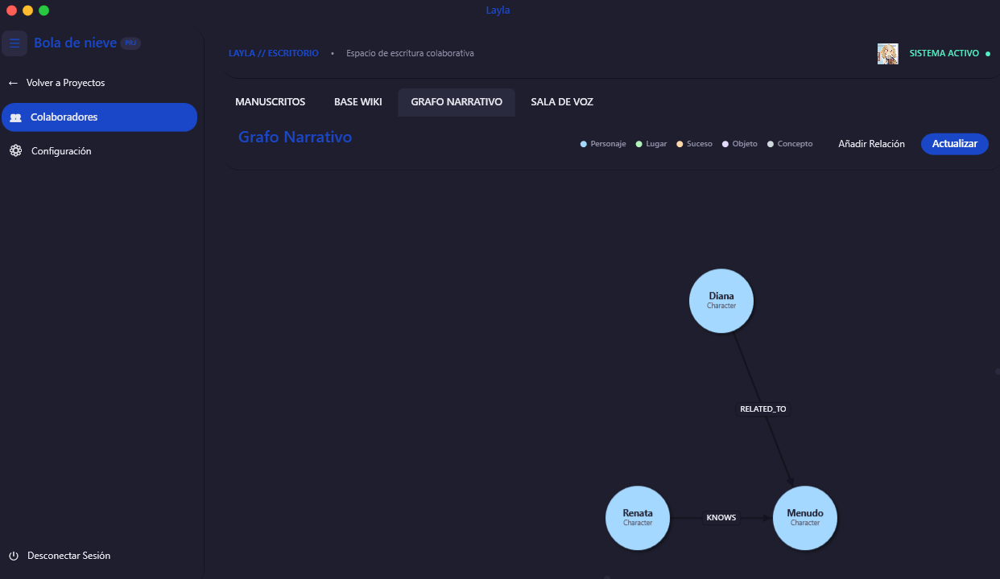 Layla
Bola de nieve PRJ
Volver a Proyectos
Colaboradores
Configuración
Desconectar Sesión
LAYLA // ESCRITORIO • Espacio de escritura colaborativa
SISTEMA ACTIVO
MANUSCRITOS BASE WIKI GRAFO NARRATIVO SALA DE VOZ
Grafo Narrativo
Personaje Lugar Suceso Objeto Concepto
Añadir Relación Actualizar
Diana
Character
RELATED_TO
Renata
Character
KNOWS
Menudo
Character